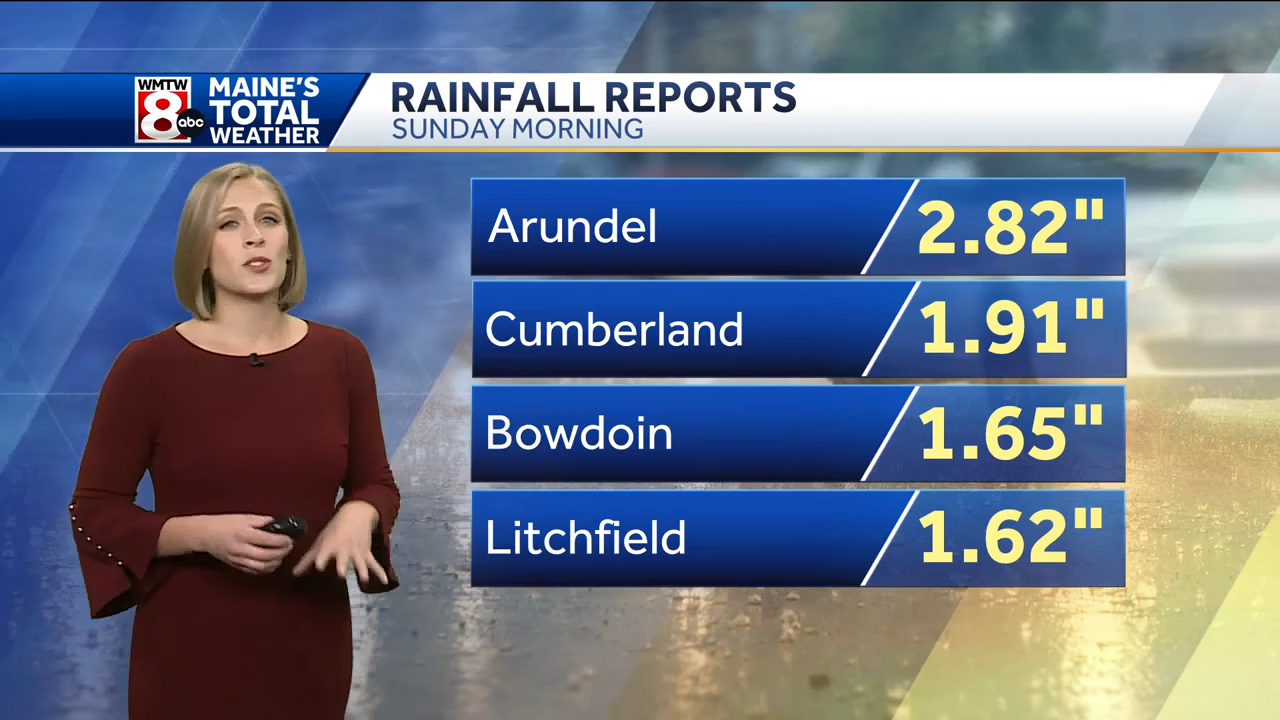 WMTW
8
abc
MAINE'S
TOTAL
WEATHER
RAINFALL REPORTS
SUNDAY MORNING
Arundel 2.82"
Cumberland 1.91"
Bowdoin 1.65"
Litchfield 1.62"